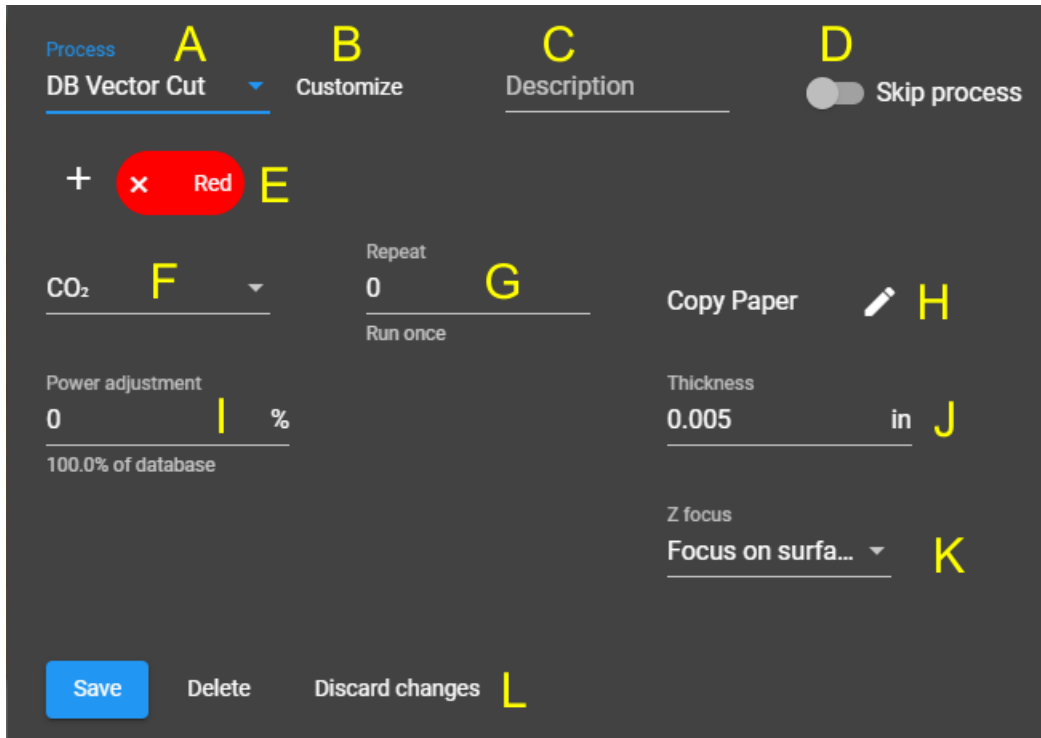 Process A B C D
DB Vector Cut Customize Description Skip process
+ × Red E
Repeat
CO₂ F 0 G Copy Paper H
Run once
Power adjustment Thickness
0 I % 0.005 in J
100.0% of database
Z focus
Focus on surfa... K
Save Delete Discard changes L